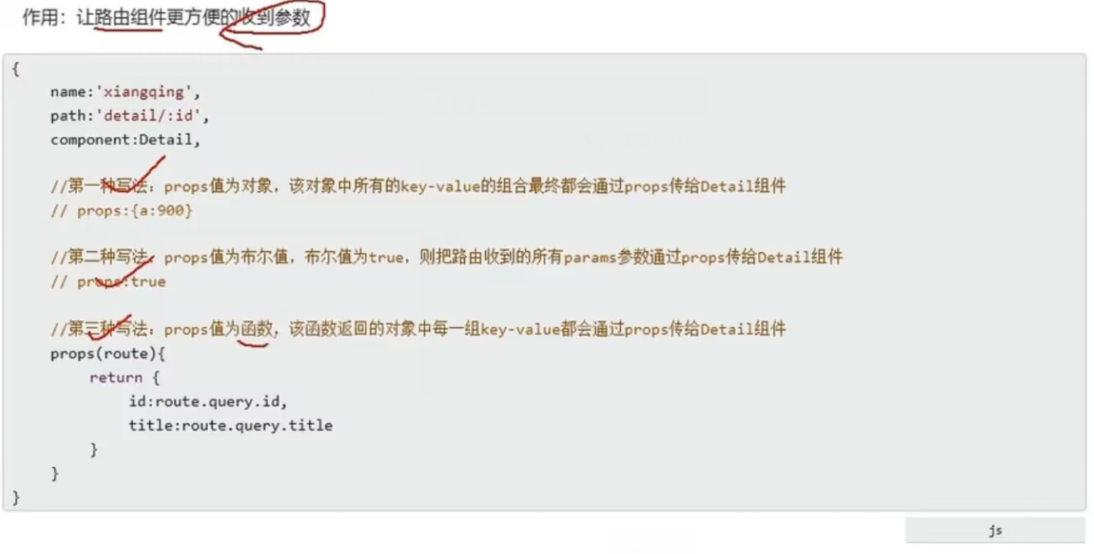 作用：让路由组件更方便的收到参数
{
name:'xiangqing',
path:'detail/:id',
component:Detail,
//第一种写法：props值为对象，该对象中所有的key-value的组合最终都会通过props传给Detail组件
// props:{a:900}
//第二种写法：props值为布尔值，布尔值为true，则把路由收到的所有params参数通过props传给Detail组件
// props:true
//第三种写法：props值为函数，该函数返回的对象中每一组key-value都会通过props传给Detail组件
props(route){
return {
id:route.query.id,
title:route.query.title
}
}
}
js